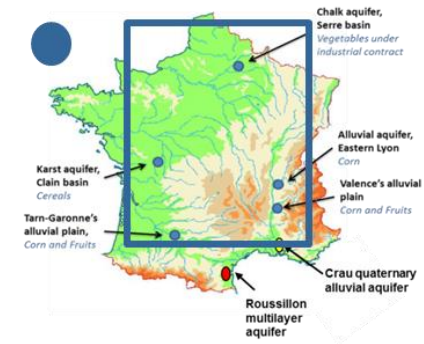 Chalk aquifer,
Serre basin
Vegetables under
industrial contract
Alluvial aquifer,
Eastern Lyon
Corn
Karst aquifer,
Clain basin
Cereals
Valence's alluvial
plain
Corn and Fruits
Tarn-Garonne's
alluvial plain,
Corn and Fruits
Crau quaternary
alluvial aquifer
Roussillon
multilayer
aquifer